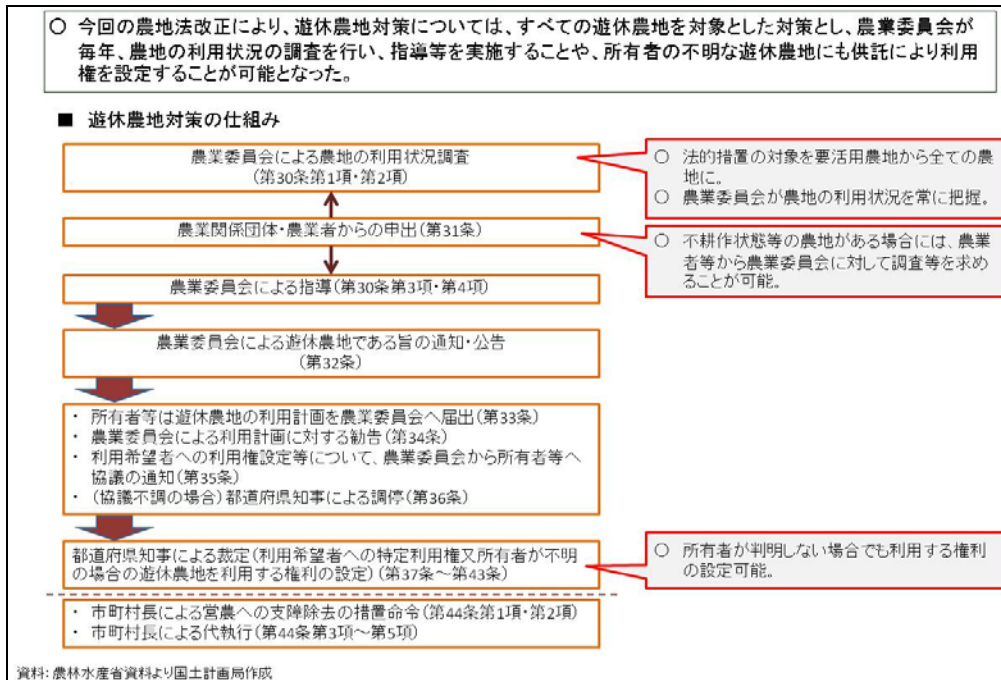 ○ 今回の農地法改正により、遊休農地対策については、すべての遊休農地を対象とした対策とし、農業委員会が
毎年、農地の利用状況の調査を行い、指導等を実施することや、所有者の不明な遊休農地にも供託により利用
権を設定することが可能となった。
■ 遊休農地対策の仕組み
農業委員会による農地の利用状況調査
(第30条第1項・第2項)
○ 法的措置の対象を要活用農地から全ての農
地に。
○ 農業委員会が農地の利用状況を常に把握。
農業関係団体・農業者からの申出(第31条)
○ 不耕作状態等の農地がある場合には、農業
者等から農業委員会に対して調査等を求め
ることが可能。
農業委員会による指導(第30条第3項・第4項)
農業委員会による遊休農地である旨の通知・公告
(第32条)
・ 所有者等は遊休農地の利用計画を農業委員会へ届出(第33条)
・ 農業委員会による利用計画に対する勧告(第34条)
・ 利用希望者への利用権設定等について、農業委員会から所有者等へ
協議の通知(第35条)
・ (協議不調の場合)都道府県知事による調停(第36条)
都道府県知事による裁定(利用希望者への特定利用権又所有者が不明
の場合の遊休農地を利用する権利の設定)(第37条～第43条)
○ 所有者が判明しない場合でも利用する権利
の設定可能。
・ 市町村長による営農への支障除去の措置命令(第44条第1項・第2項)
・ 市町村長による代執行(第44条第3項～第5項)
資料:農林水産省資料より国土計画局作成